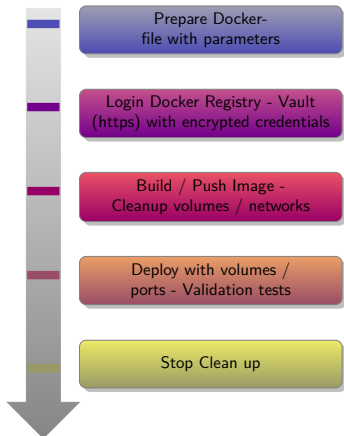 Prepare Docker-
file with parameters
Login Docker Registry - Vault
(https) with encrypted credentials
Build / Push Image -
Cleanup volumes / networks
Deploy with volumes /
ports - Validation tests
Stop Clean up